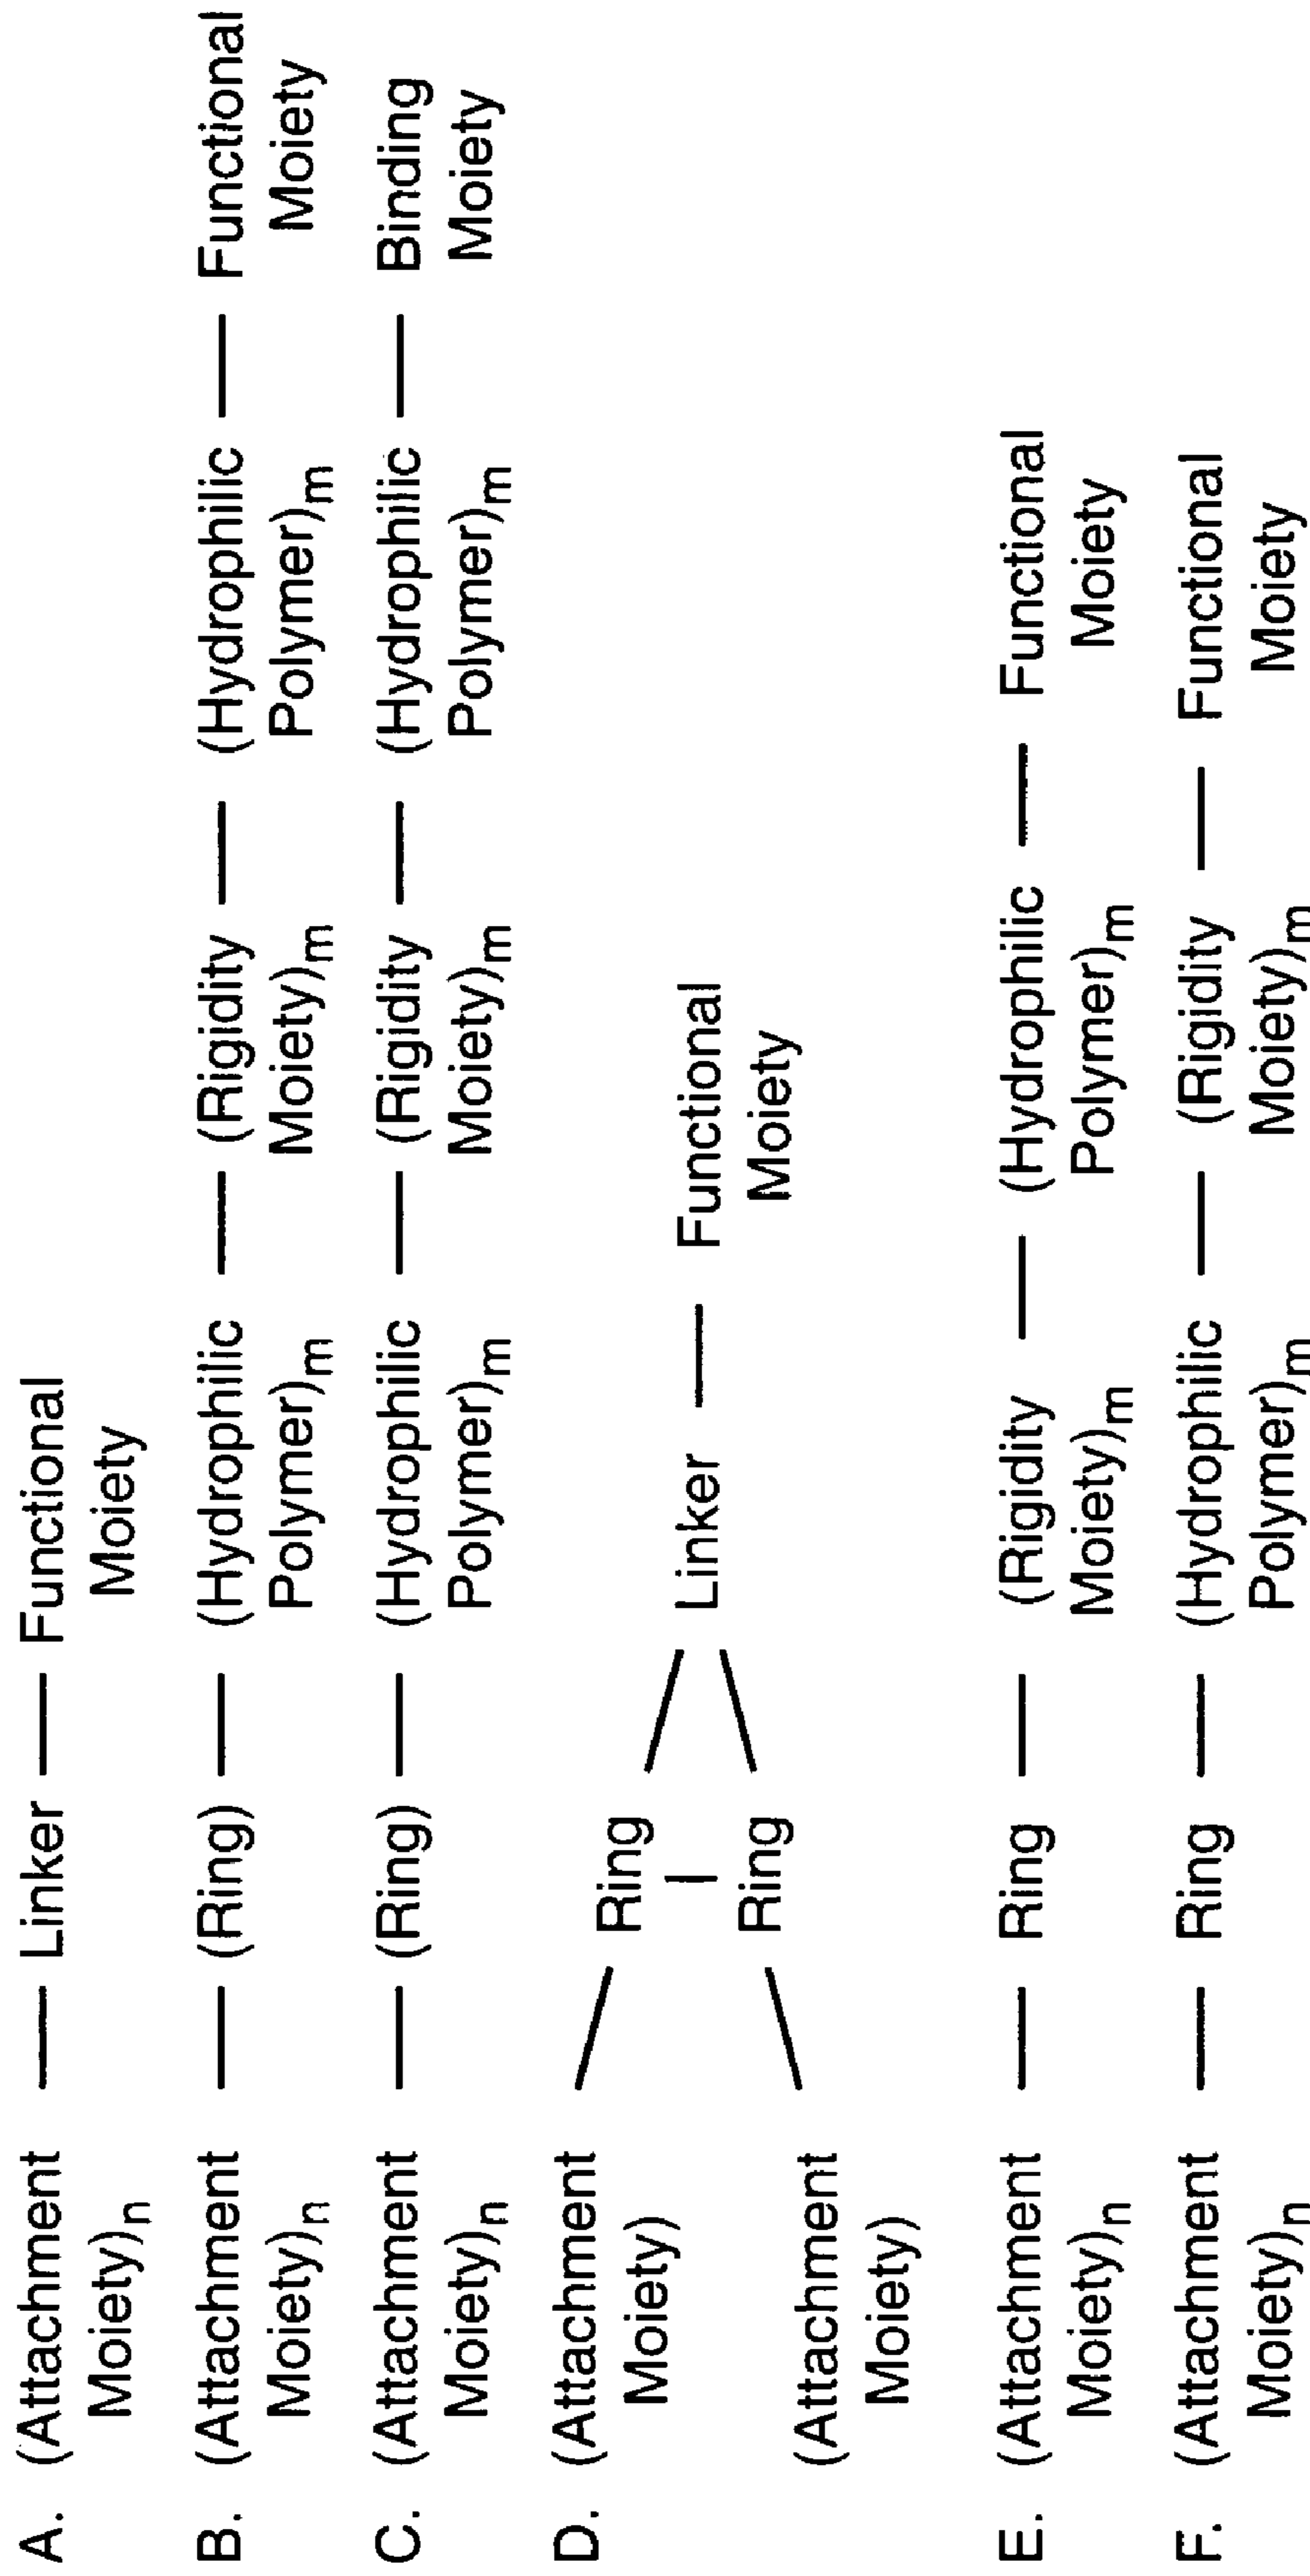 A. (Attachment — Linker — Functional
Moiety)n Moiety
B. (Attachment — (Ring) — (Hydrophilic — (Rigidity — (Hydrophilic — Functional
Moiety)n Polymer)m Moiety)m Polymer)m Moiety
C. (Attachment — (Ring) — (Hydrophilic — (Rigidity — (Hydrophilic — Binding
Moiety)n Polymer)m Moiety)m Polymer)m Moiety
D. (Attachment
Moiety)
Ring
Linker — Functional
Moiety
Ring
(Attachment
Moiety)
E. (Attachment — Ring — (Rigidity — (Hydrophilic — Functional
Moiety)n Moiety)m Polymer)m Moiety
F. (Attachment — Ring — (Hydrophilic — (Rigidity — Functional
Moiety)n Polymer)m Moiety)m Moiety